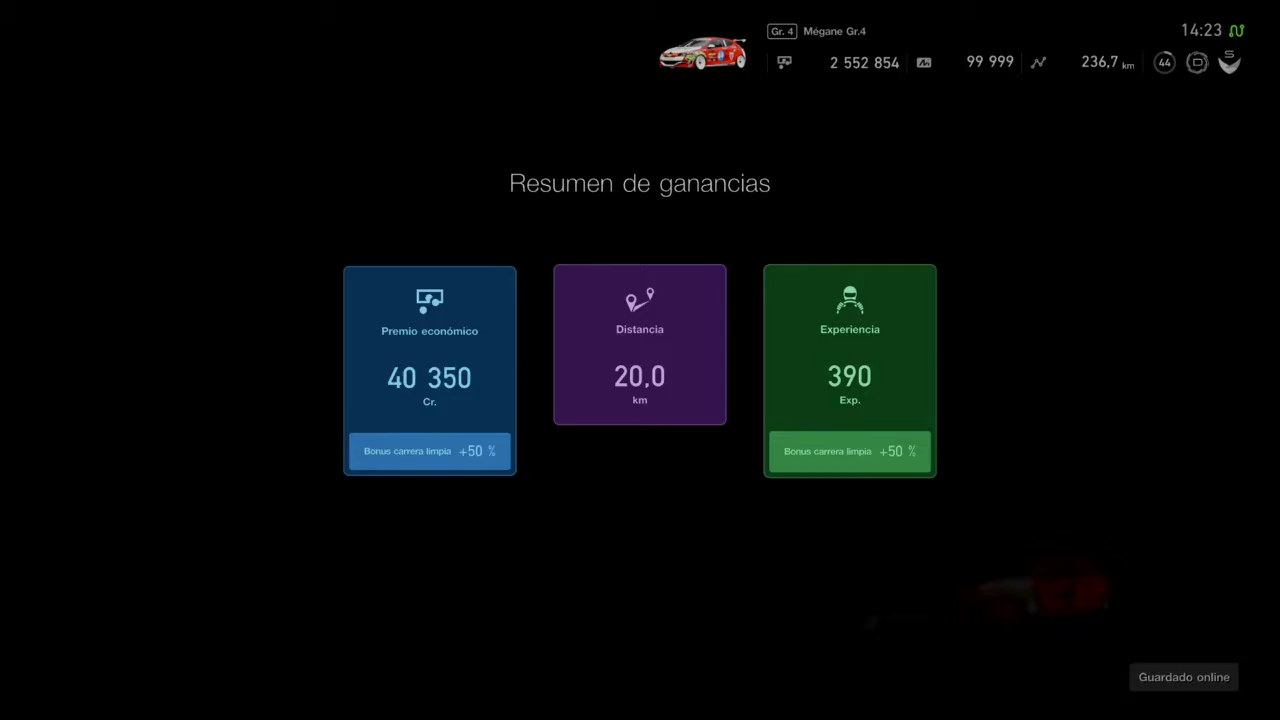 Gr. 4 Mégane Gr.4
14:23
2 552 854 99 999 236,7 km 44 D S
Resumen de ganancias
Premio económico
40 350
Cr.
Bonus carrera limpia +50 %
Distancia
20,0
km
Experiencia
390
Exp.
Bonus carrera limpia +50 %
Guardado online